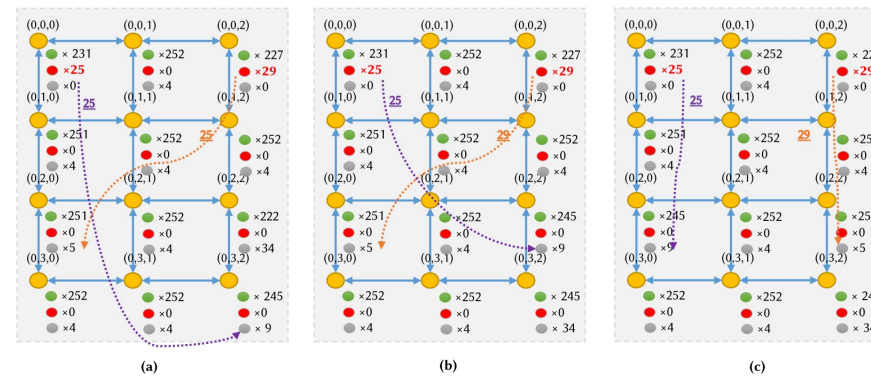 (0,0,0) (0,0,1) (0,0,2)
× 231 ×252 × 227
×25 ×0 ×29
×0 ×4 ×0
25
(0,1,0) (0,1,1) (0,1,2)
25
×251 ×252 ×252
×0 ×0 ×0
×4 ×4 ×4
(0,2,0) (0,2,1) (0,2,2)
×251 ×252 ×222
×0 ×0 ×0
×5 ×4 ×34
(0,3,0) (0,3,1) (0,3,2)
×252 ×252 × 245
×0 ×0 ×0
×4 ×4 × 9
(a)
(0,0,0) (0,0,1) (0,0,2)
× 231 ×252 × 227
×25 ×0 ×29
×0 ×4 ×0
25
(0,1,0) (0,1,1) (0,1,2)
29
×251 ×252 ×252
×0 ×0 ×0
×4 ×4 ×4
(0,2,0) (0,2,1) (0,2,2)
×251 ×252 ×245
×0 ×0 ×0
×5 ×4 ×9
(0,3,0) (0,3,1) (0,3,2)
×252 ×252 × 245
×0 ×0 ×0
×4 ×4 × 34
(b)
(0,0,0) (0,0,1) (0,0,2)
× 231 ×252
×25 ×0 ×29
×0 ×4 ×0
25
(0,1,0) (0,1,1) (0,1,2)
29
×251 ×252
×0 ×0 ×0
×4 ×4 ×4
(0,2,0) (0,2,1) (0,2,2)
×245 ×252
×0 ×0 ×0
×9 ×4 ×5
(0,3,0) (0,3,1) (0,3,2)
×252 ×252
×0 ×0 ×0
×4 ×4
(c)